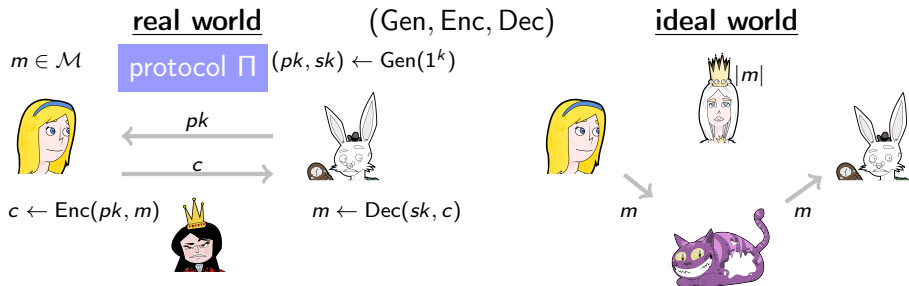 real world
(Gen, Enc, Dec)
ideal world
m ∈ ℳ
protocol Π
(pk, sk) ← Gen(1^k)
|m|
pk
c
c ← Enc(pk, m)
m ← Dec(sk, c)
m
m